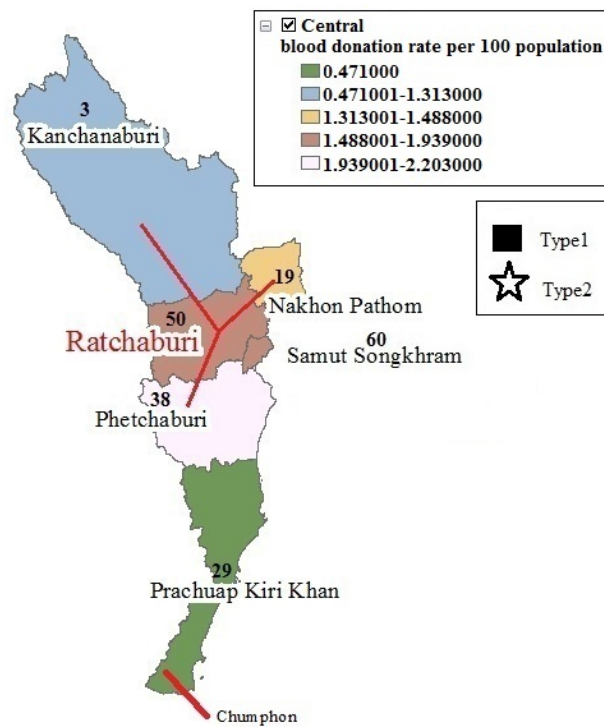 Central
blood donation rate per 100 population
0.471000
0.471001-1.313000
1.313001-1.488000
1.488001-1.939000
1.939001-2.203000
Type1
Type2
3
Kanchanaburi
19
Nakhon Pathom
50
Ratchaburi
60
Samut Songkhram
38
Phetchaburi
29
Prachuap Kiri Khan
Chumphon